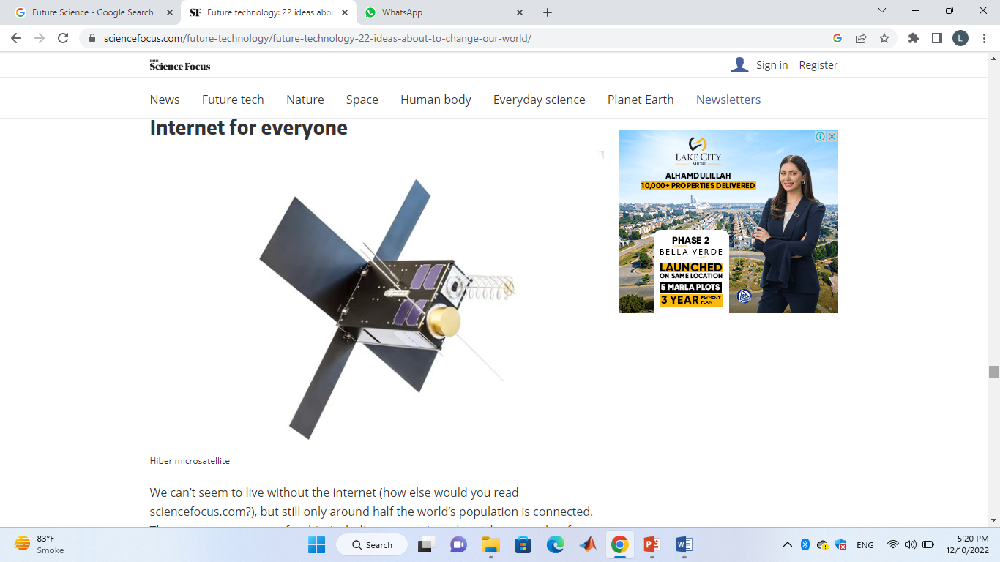 Future Science - Google Search
SF Future technology: 22 ideas abou
WhatsApp
sciencefocus.com/future-technology/future-technology-22-ideas-about-to-change-our-world/
L
BBC
Science Focus
Sign in | Register
News Future tech Nature Space Human body Everyday science Planet Earth Newsletters
Internet for everyone
LAKE CITY
LAHORE
ALHAMDULILLAH
10,000+ PROPERTIES DELIVERED
PHASE 2
BELLA VERDE
LAUNCHED
ON SAME LOCATION
5 MARLA PLOTS
3 YEAR PAYMENT PLAN
Hiber microsatellite
We can’t seem to live without the internet (how else would you read
sciencefocus.com?), but still only around half the world’s population is connected.
83°F
Smoke
Search
ENG
5:20 PM
12/10/2022